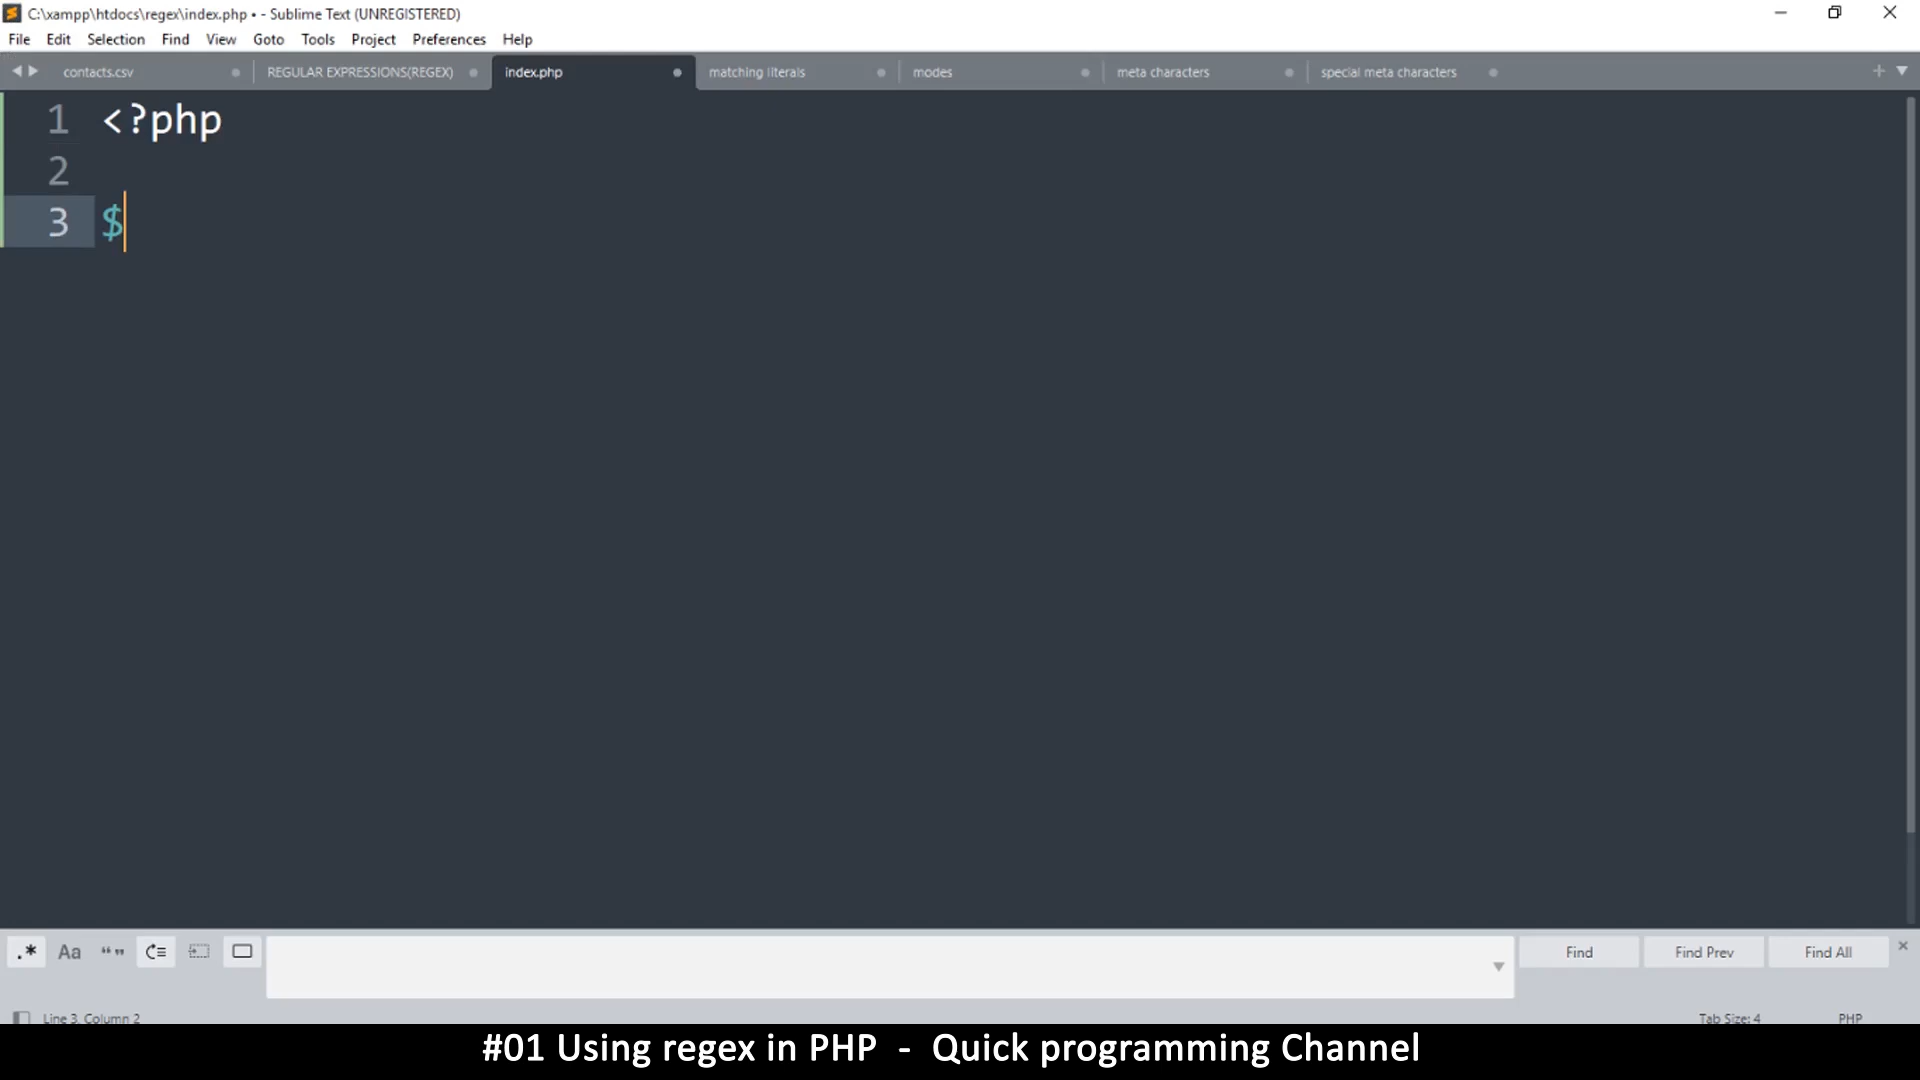 C:\xampp\htdocs\regex\index.php • - Sublime Text (UNREGISTERED)
File Edit Selection Find View Goto Tools Project Preferences Help
contacts.csv REGULAR EXPRESSIONS(REGEX) index.php matching literals modes meta characters special meta characters
1 <?php
2
3 $
.* Aa “” Find Find Prev Find All
Line 3, Column 2 Tab Size: 4 PHP
#01 Using regex in PHP - Quick programming Channel